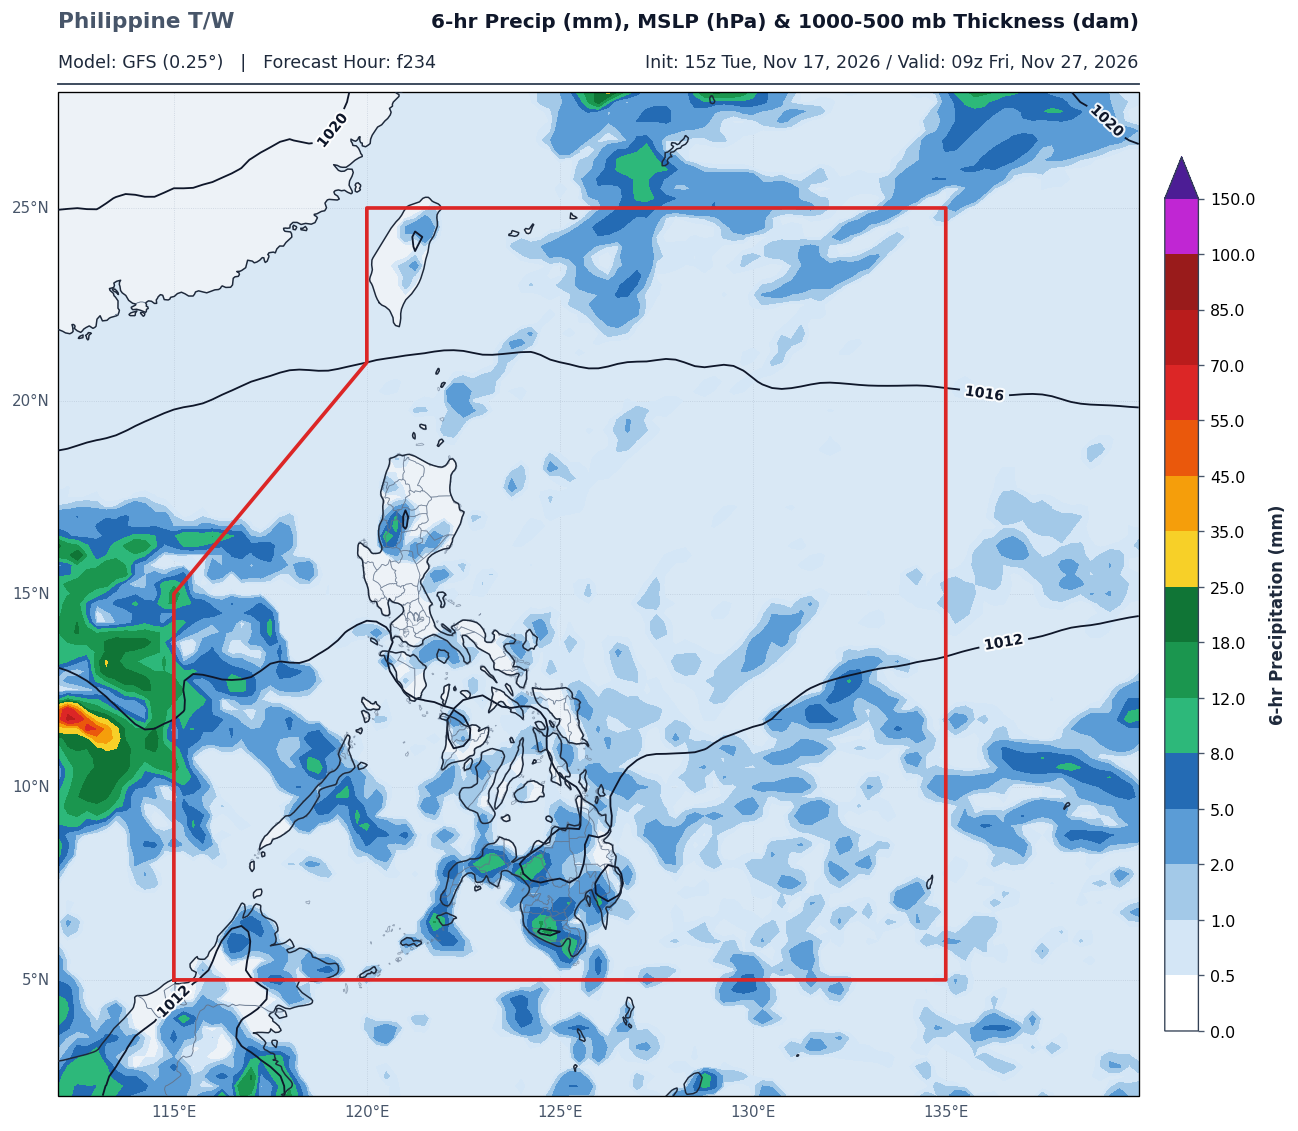 Philippine T/W
6-hr Precip (mm), MSLP (hPa) & 1000-500 mb Thickness (dam)
Model: GFS (0.25°) | Forecast Hour: f234
Init: 15z Tue, Nov 17, 2026 / Valid: 09z Fri, Nov 27, 2026
1020
1020
1016
1012
1012
25°N
20°N
15°N
10°N
5°N
115°E
120°E
125°E
130°E
135°E
150.0
100.0
85.0
70.0
55.0
45.0
35.0
25.0
18.0
12.0
8.0
5.0
2.0
1.0
0.5
0.0
6-hr Precipitation (mm)